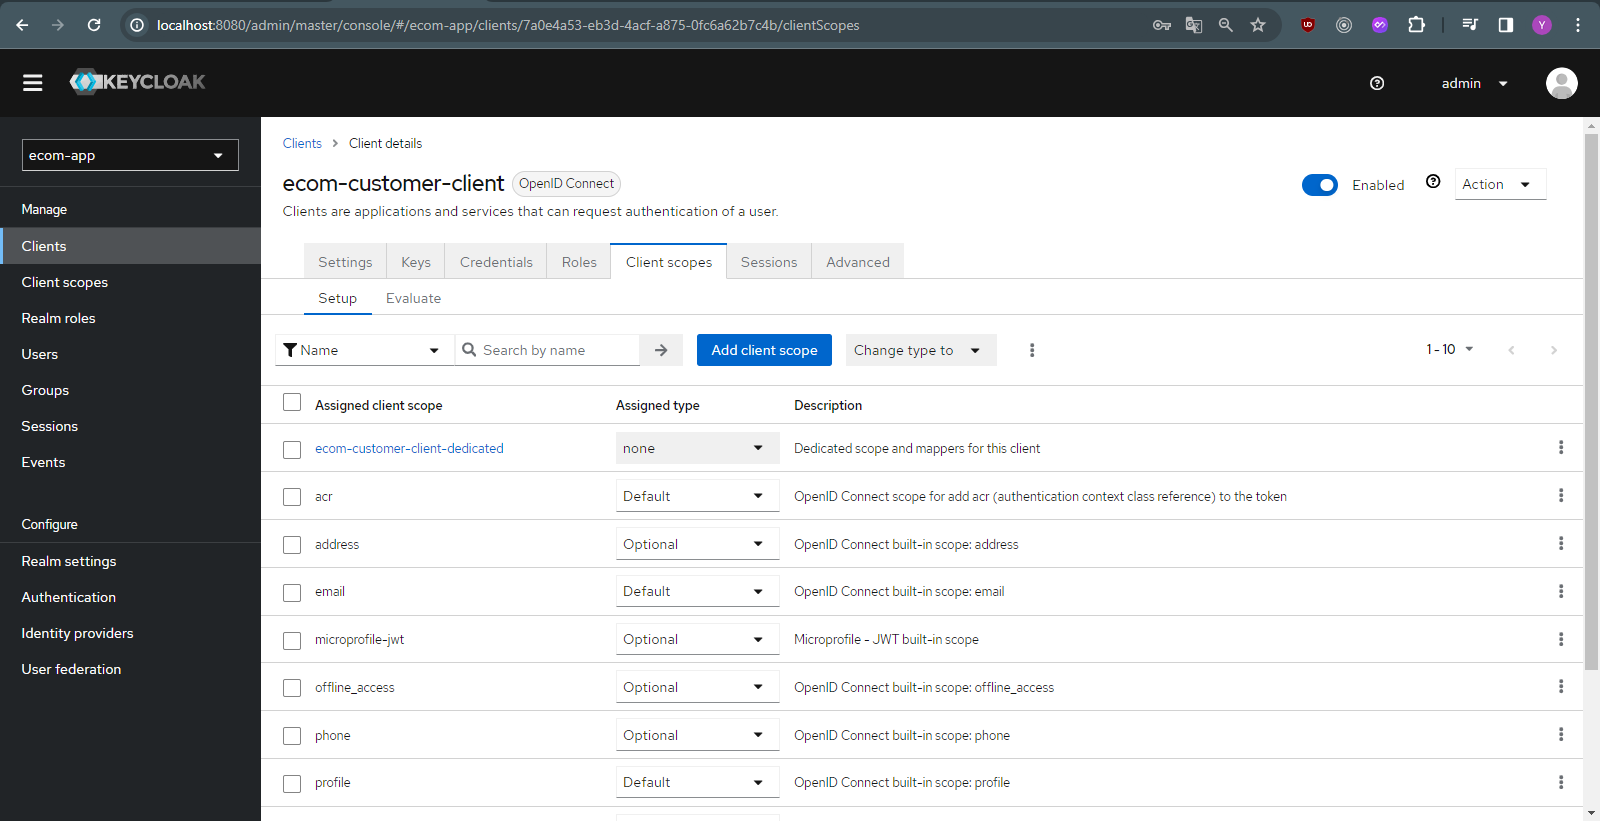 localhost:8080/admin/master/console/#/ecom-app/clients/7a0e4a53-eb3d-4acf-a875-0fc6a62b7c4b/clientScopes
Y
KEYCLOAK
admin
ecom-app
Manage
Clients
Client scopes
Realm roles
Users
Groups
Sessions
Events
Configure
Realm settings
Authentication
Identity providers
User federation
Clients > Client details
ecom-customer-client OpenID Connect
Enabled
Action
Clients are applications and services that can request authentication of a user.
Settings Keys Credentials Roles Client scopes Sessions Advanced
Setup Evaluate
Name Search by name Add client scope Change type to 1 - 10
Assigned client scope Assigned type Description
ecom-customer-client-dedicated none Dedicated scope and mappers for this client
acr Default OpenID Connect scope for add acr (authentication context class reference) to the token
address Optional OpenID Connect built-in scope: address
email Default OpenID Connect built-in scope: email
microprofile-jwt Optional Microprofile - JWT built-in scope
offline_access Optional OpenID Connect built-in scope: offline_access
phone Optional OpenID Connect built-in scope: phone
profile Default OpenID Connect built-in scope: profile